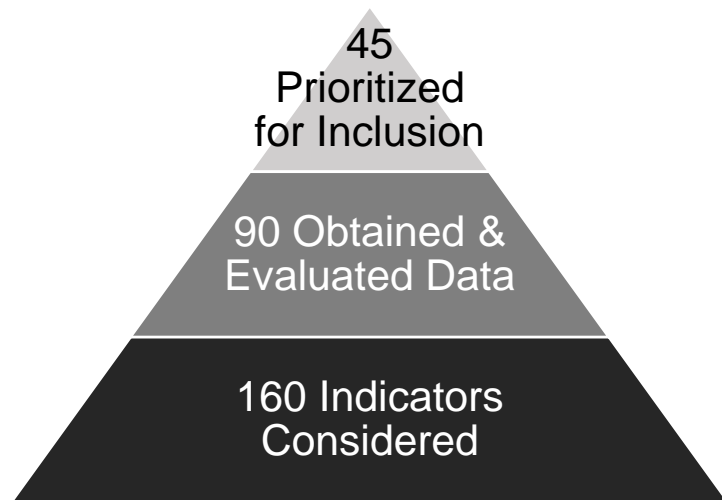 45
Prioritized
for Inclusion
90 Obtained &
Evaluated Data
160 Indicators
Considered